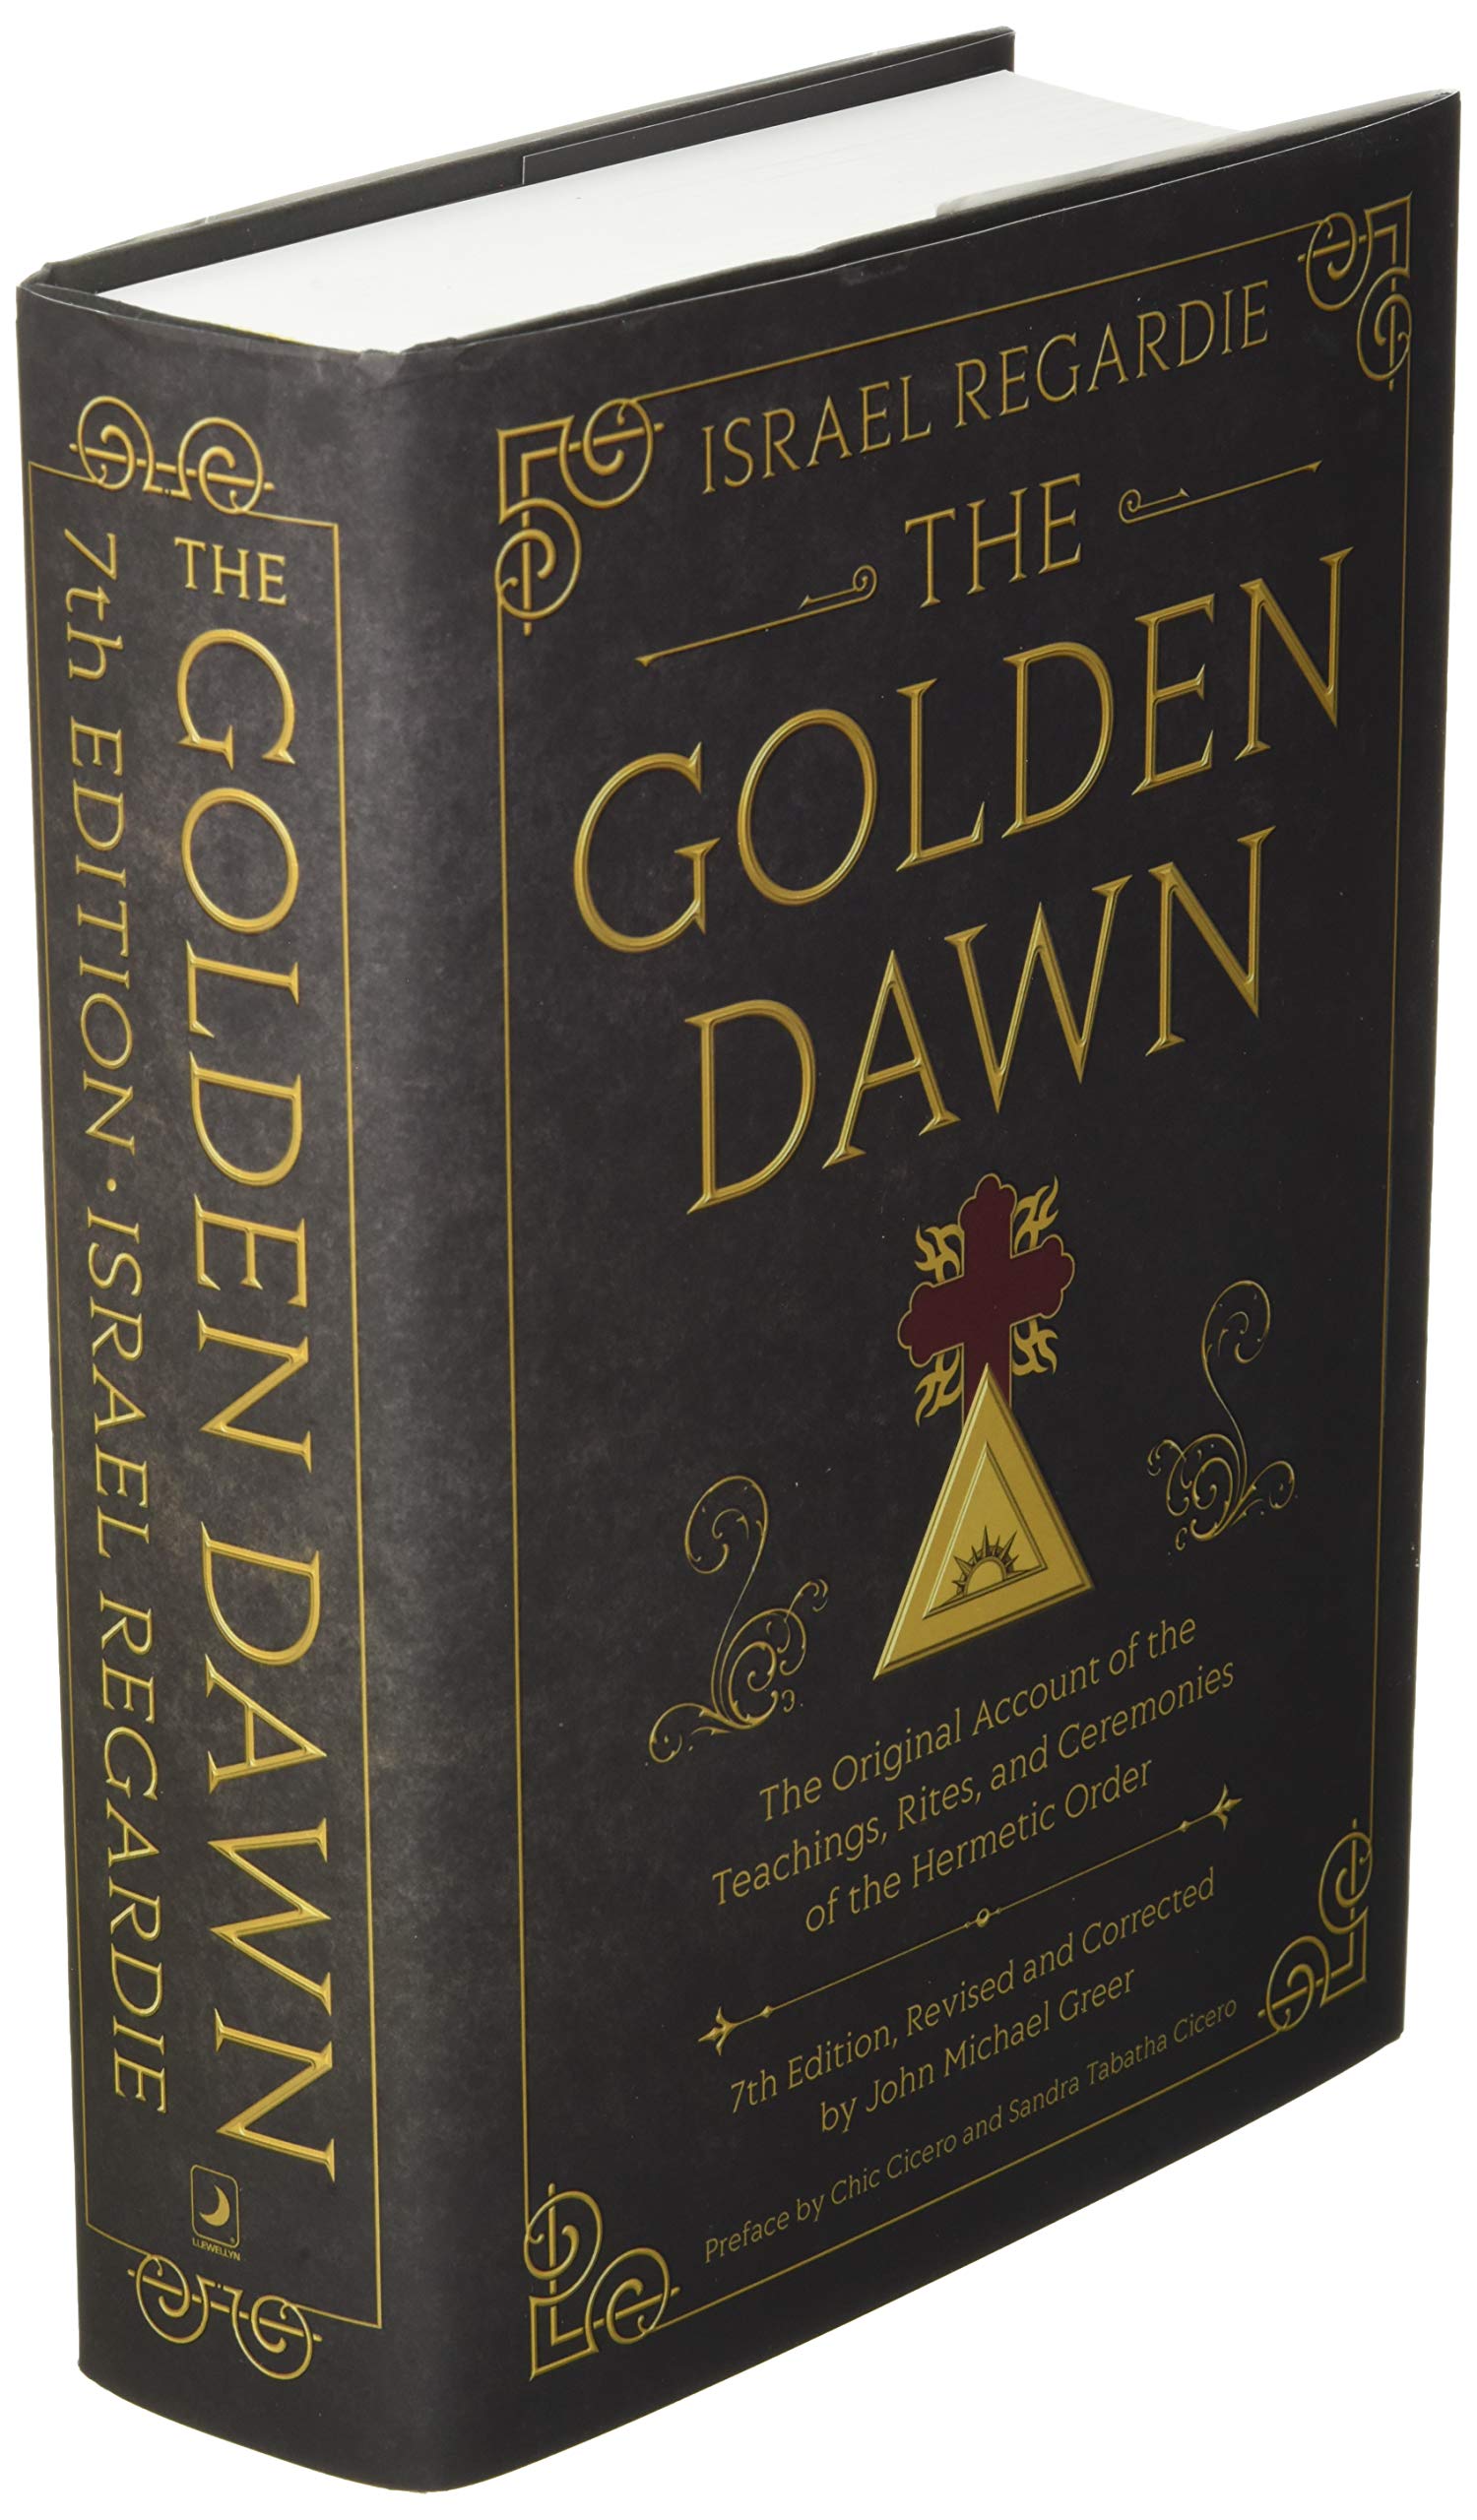 ISRAEL REGARDIE
THE
GOLDEN
DAWN
The Original Account of the
Teachings, Rites, and Ceremonies
of the Hermetic Order
7th Edition, Revised and Corrected
by John Michael Greer
Preface by Chic Cicero and Sandra Tabatha Cicero
THE GOLDEN DAWN
7th EDITION • ISRAEL REGARDIE
LLEWELLYN